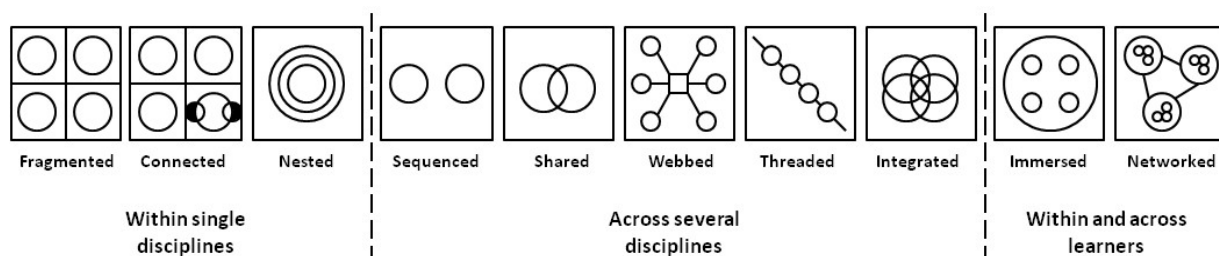 Fragmented
Connected
Nested
Sequenced
Shared
Webbed
Threaded
Integrated
Immersed
Networked
Within single
disciplines
Across several
disciplines
Within and across
learners